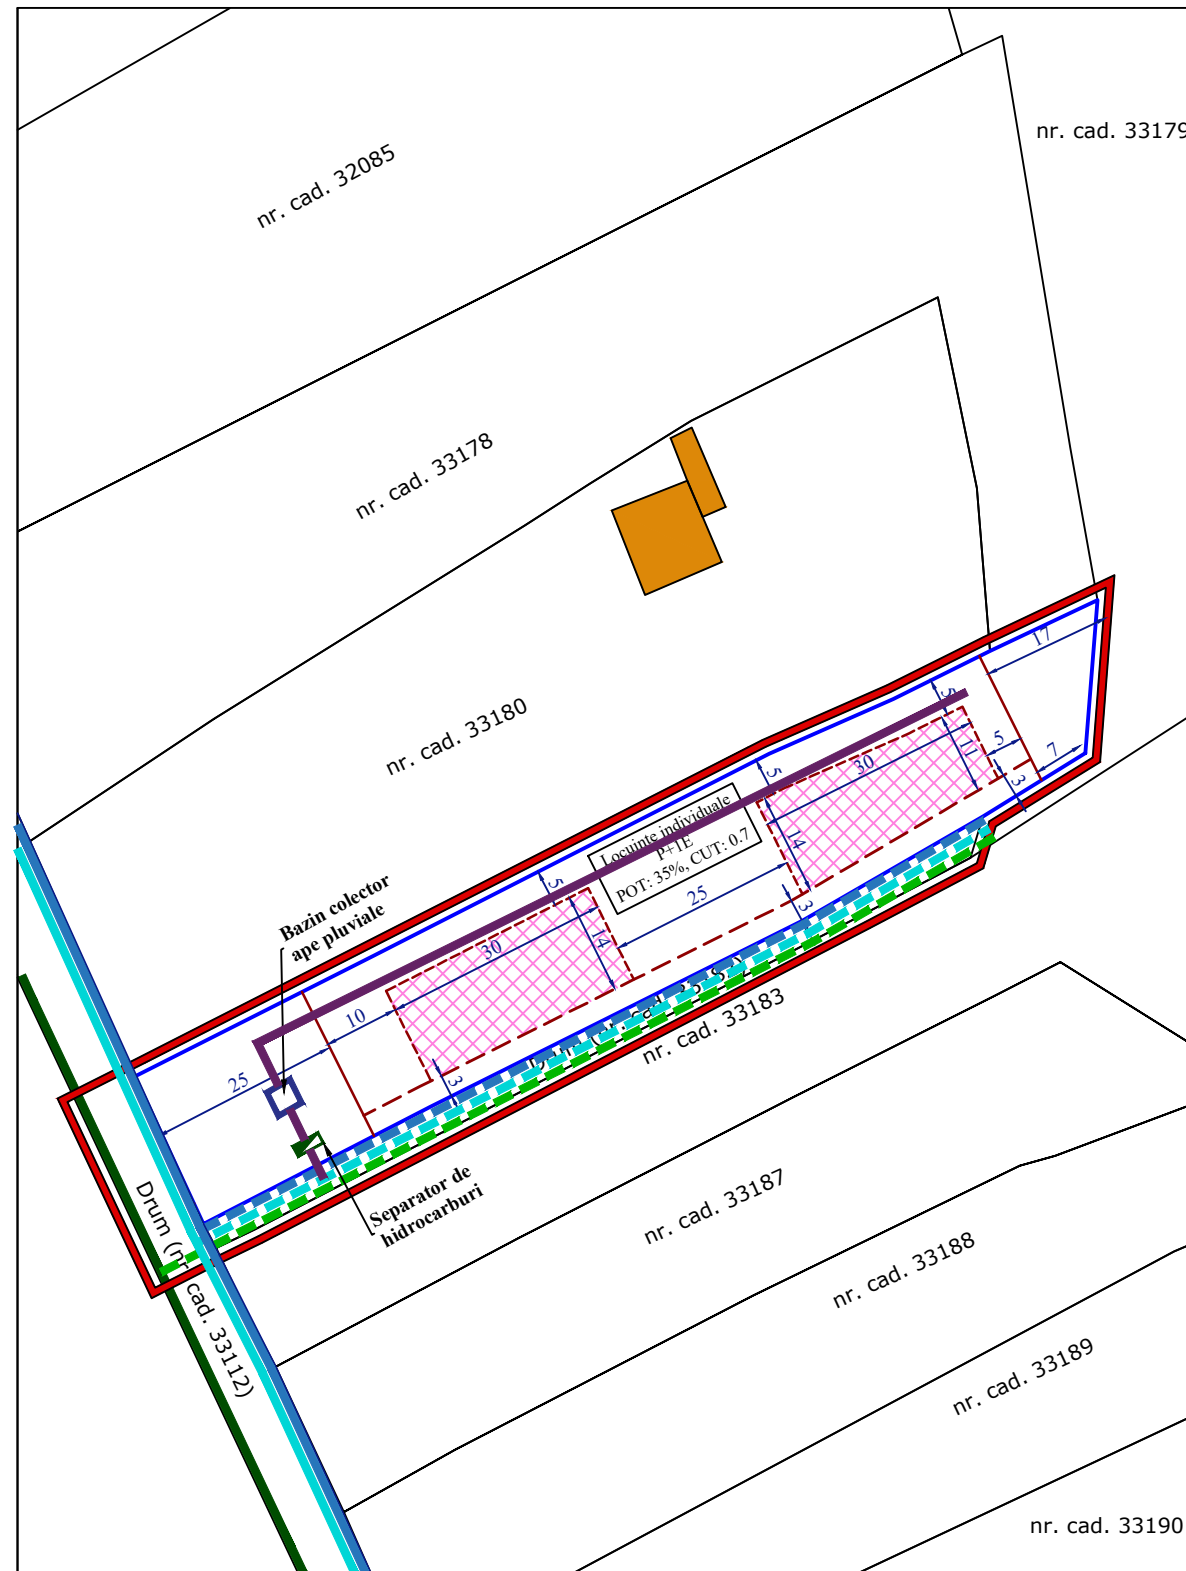 nr. cad. 33179
nr. cad. 32085
nr. cad. 33178
nr. cad. 33180
17
5
11
5
7
3
30
5
14
Locuinte individuale
P+1E
POT: 35%, CUT: 0.7
25
3
5
30
14
10
25
3
Bazin colector
ape pluviale
nr. cad. 33183
Separator de
hidrocarburi
Drum (nr. cad. 33112)
nr. cad. 33187
nr. cad. 33188
nr. cad. 33189
nr. cad. 33190